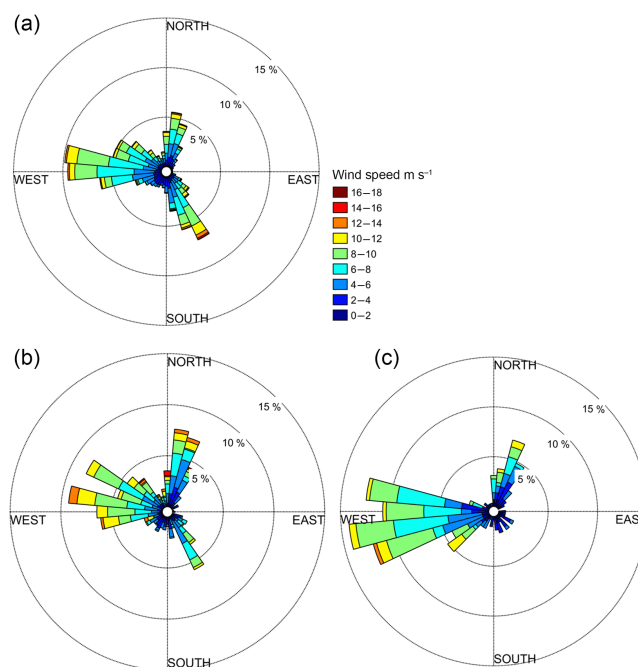 (a)
NORTH
15 %
10 %
5 %
WEST
EAST
SOUTH
Wind speed m s⁻¹
16–18
14–16
12–14
10–12
8–10
6–8
4–6
2–4
0–2
(b)
NORTH
15 %
10 %
5 %
WEST
EAST
SOUTH
(c)
NORTH
15 %
10 %
5 %
WEST
EAST
SOUTH